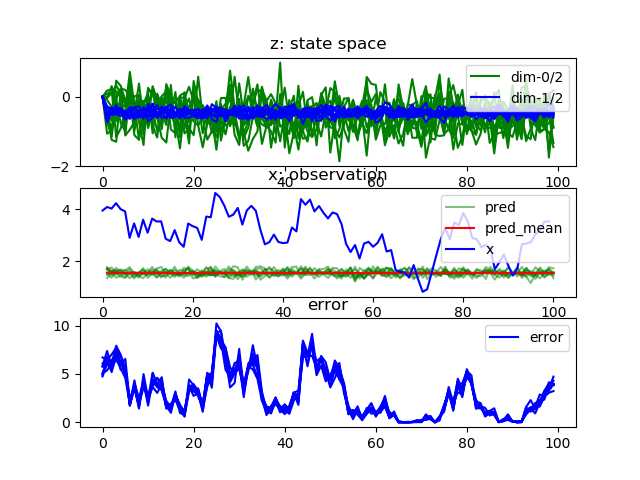 z: state space
0
−2
dim-0/2
dim-1/2
0 20 40 60 80 100
x: observation
4
2
pred
pred_mean
x
0 20 40 60 80 100
error
10
5
0
error
0 20 40 60 80 100